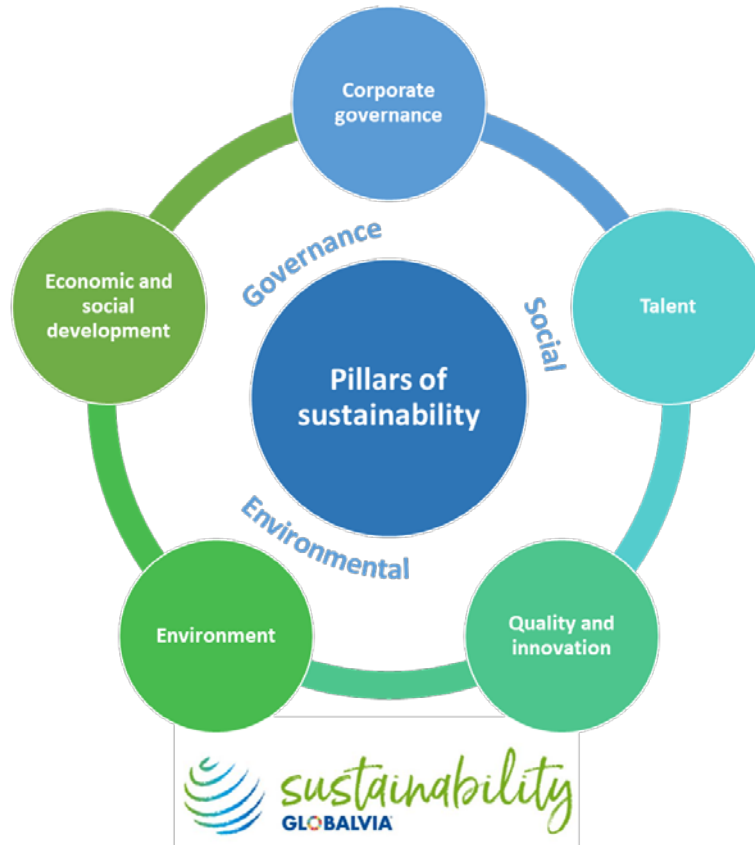 Corporate
governance
Governance
Economic and
social
development
Social
Talent
Pillars of
sustainability
Environmental
Environment
Quality and
innovation
sustainability
GLOBALVIA